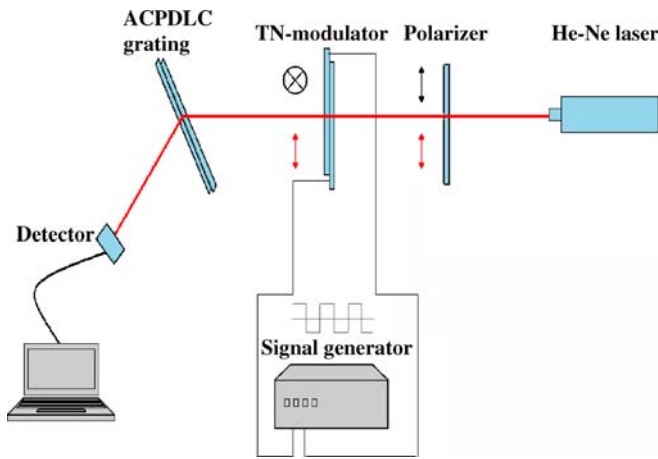 ACPDLC
grating
TN-modulator
Polarizer
He-Ne laser
Detector
Signal generator